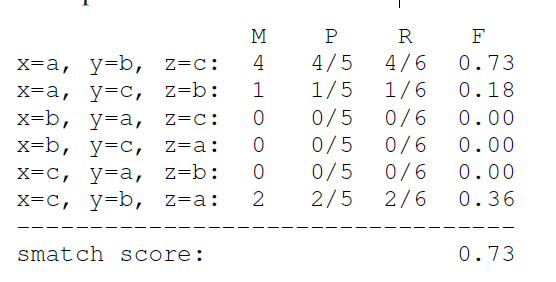 M P R F
x=a, y=b, z=c: 4 4/5 4/6 0.73
x=a, y=c, z=b: 1 1/5 1/6 0.18
x=b, y=a, z=c: 0 0/5 0/6 0.00
x=b, y=c, z=a: 0 0/5 0/6 0.00
x=c, y=a, z=b: 0 0/5 0/6 0.00
x=c, y=b, z=a: 2 2/5 2/6 0.36
----------------------------------
smatch score: 0.73